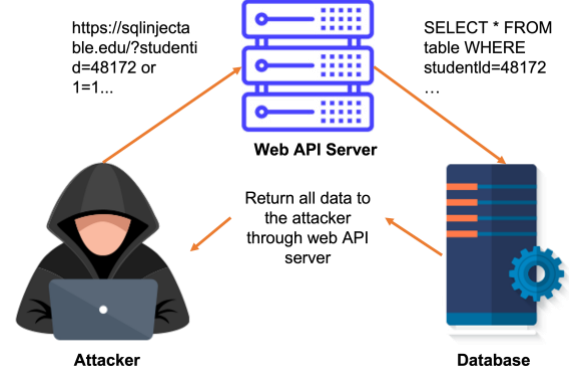 https://sqlinjecta
ble.edu/?studenti
d=48172 or
1=1...
SELECT * FROM
table WHERE
studentId=48172
...
Web API Server
Return all data to
the attacker
through web API
server
Attacker
Database